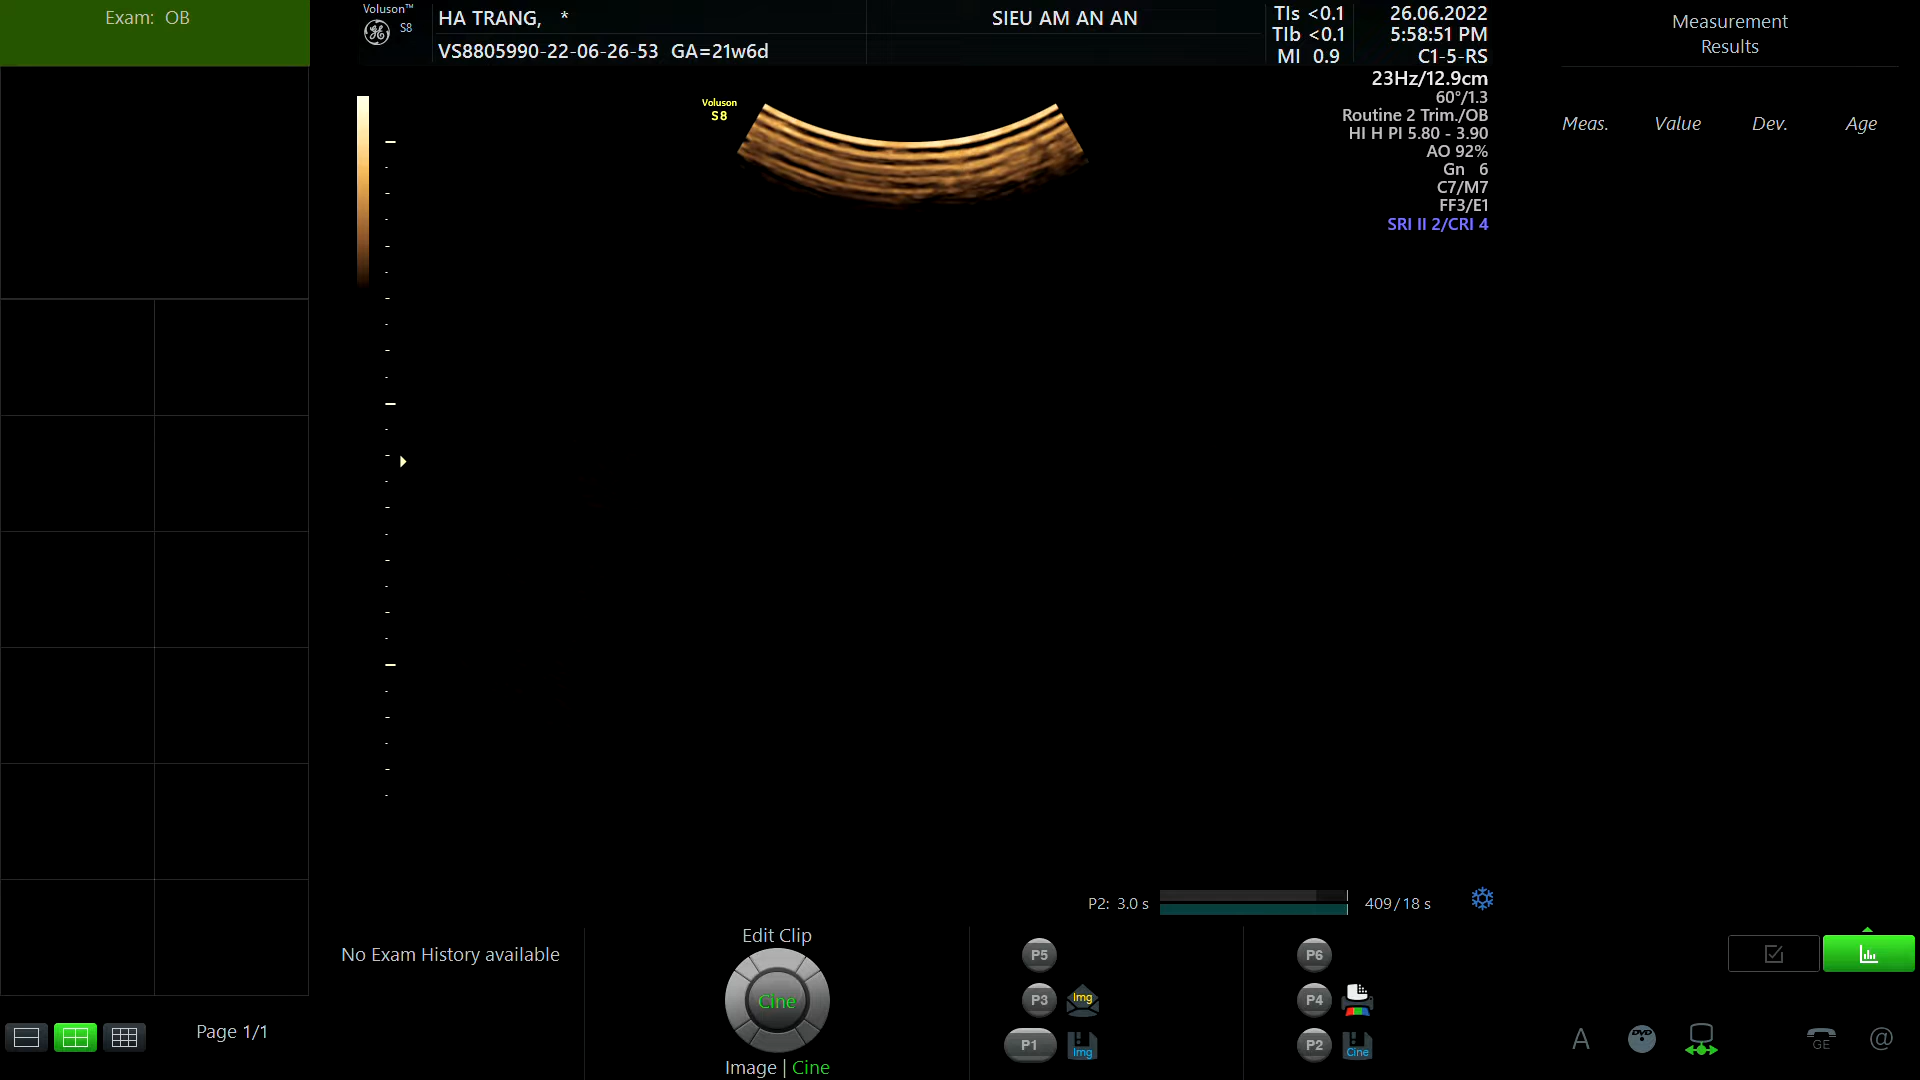 Exam: OB
Voluson™
S8
HA TRANG, *
SIEU AM AN AN
VS8805990-22-06-26-53 GA=21w6d
TIs <0.1
TIb <0.1
MI 0.9
26.06.2022
5:58:51 PM
C1-5-RS
23Hz/12.9cm
60°/1.3
Routine 2 Trim./OB
HI H PI 5.80 - 3.90
AO 92%
Gn 6
C7/M7
FF3/E1
SRI II 2/CRI 4
Voluson
S8
Measurement
Results
Meas. Value Dev. Age
P2: 3.0 s
409/18 s
No Exam History available
Edit Clip
Cine
Image | Cine
P5
P3 Img
P1 Img
P6
P4
P2 Cine
Page 1/1
A
DVD
GE
@